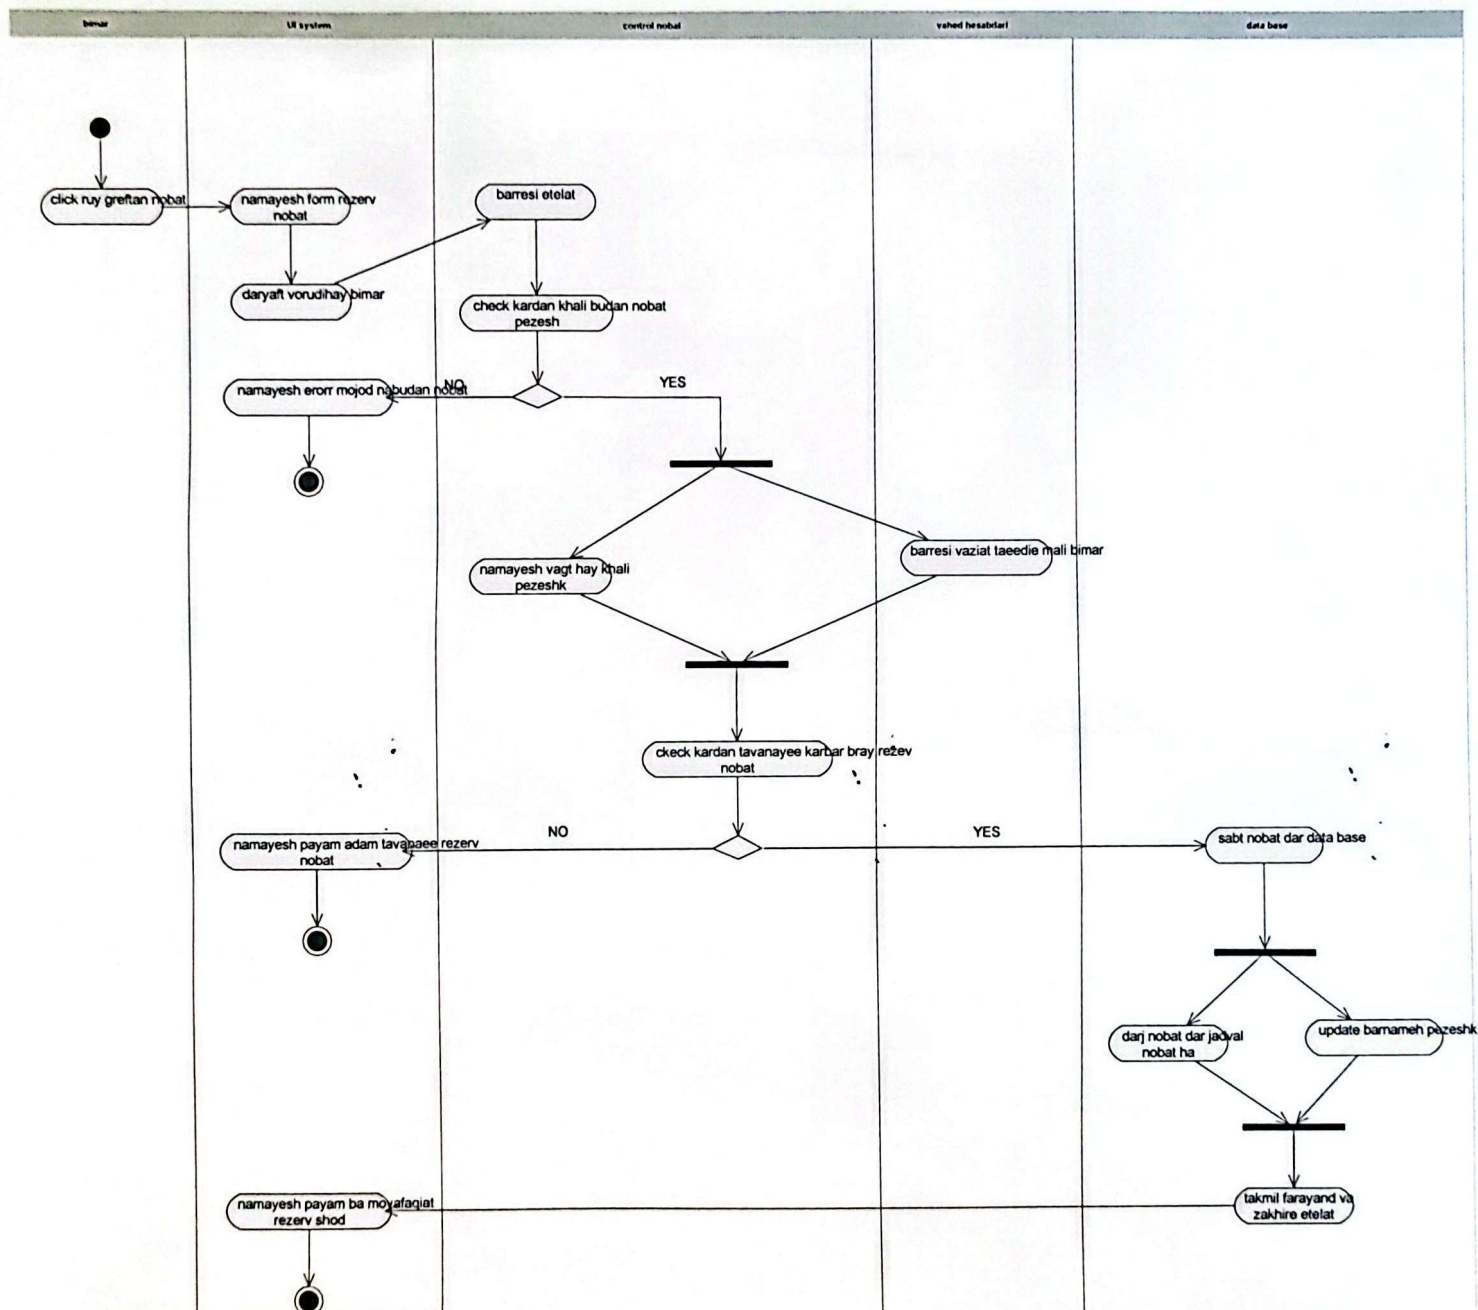 bimar
UI system
control nobat
vahed hesabdari
data base
click ruy greftan nobat
namayesh form rezerv
nobat
barresi etelat
daryaft vorudihay bimar
check kardan khali budan nobat
pezesh
namayesh erorr mojod nabudan nobat
NO
YES
namayesh vagt hay khali
pezeshk
barresi vaziat taeedie mali bimar
ckeck kardan tavanayee karbar bray rezev
nobat
namayesh payam adam tavanaee rezerv
nobat
NO
YES
sabt nobat dar data base
darj nobat dar jadval
nobat ha
update barnameh pezeshk
namayesh payam ba movafaqiat
rezerv shod
takmil farayand va
zakhire etelat